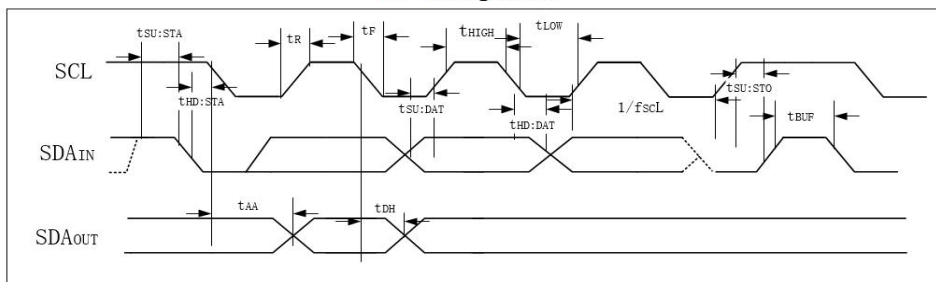 tSU:STA
tR
tF
tHIGH
tLOW
SCL
tHD:STA
tSU:DAT
tHD:DAT
1/fSCL
tSU:STO
tBUF
SDAIN
tAA
tDH
SDAOUT